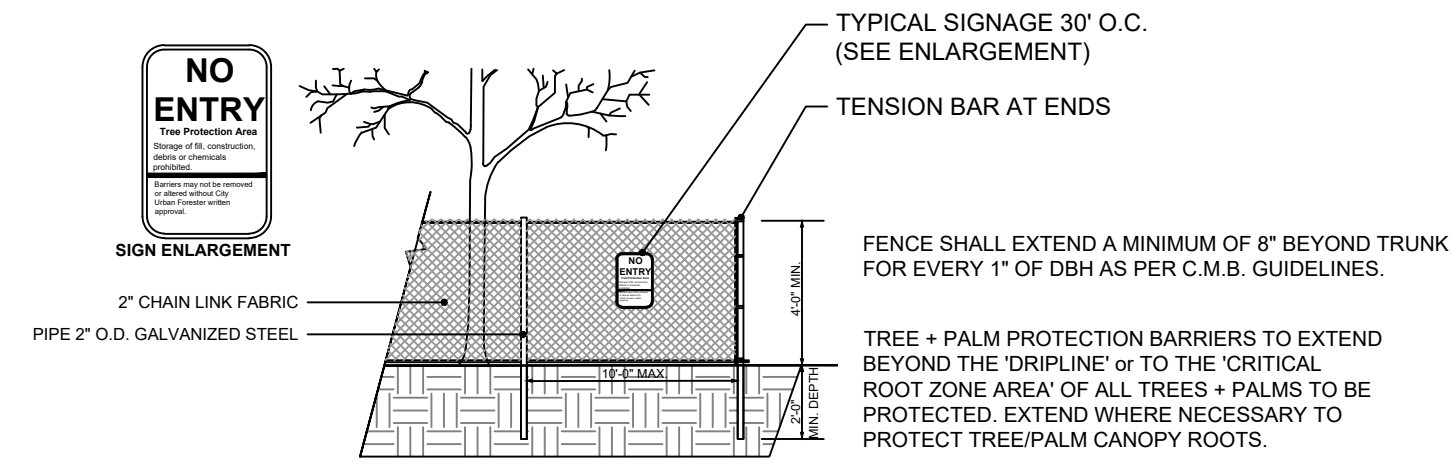 NO
ENTRY
Tree Protection Area
Storage of fill, construction,
debris or chemicals
prohibited.
Barriers may not be removed
or altered without City
Urban Forester written
approval.
SIGN ENLARGEMENT
2" CHAIN LINK FABRIC
PIPE 2" O.D. GALVANIZED STEEL
TYPICAL SIGNAGE 30' O.C.
(SEE ENLARGEMENT)
TENSION BAR AT ENDS
NO
ENTRY
Tree Protection Area
10'-0" MAX
4'-0" MIN.
2'-0"
MIN. DEPTH
FENCE SHALL EXTEND A MINIMUM OF 8" BEYOND TRUNK
FOR EVERY 1" OF DBH AS PER C.M.B. GUIDELINES.
TREE + PALM PROTECTION BARRIERS TO EXTEND
BEYOND THE 'DRIPLINE' or TO THE 'CRITICAL
ROOT ZONE AREA' OF ALL TREES + PALMS TO BE
PROTECTED. EXTEND WHERE NECESSARY TO
PROTECT TREE/PALM CANOPY ROOTS.